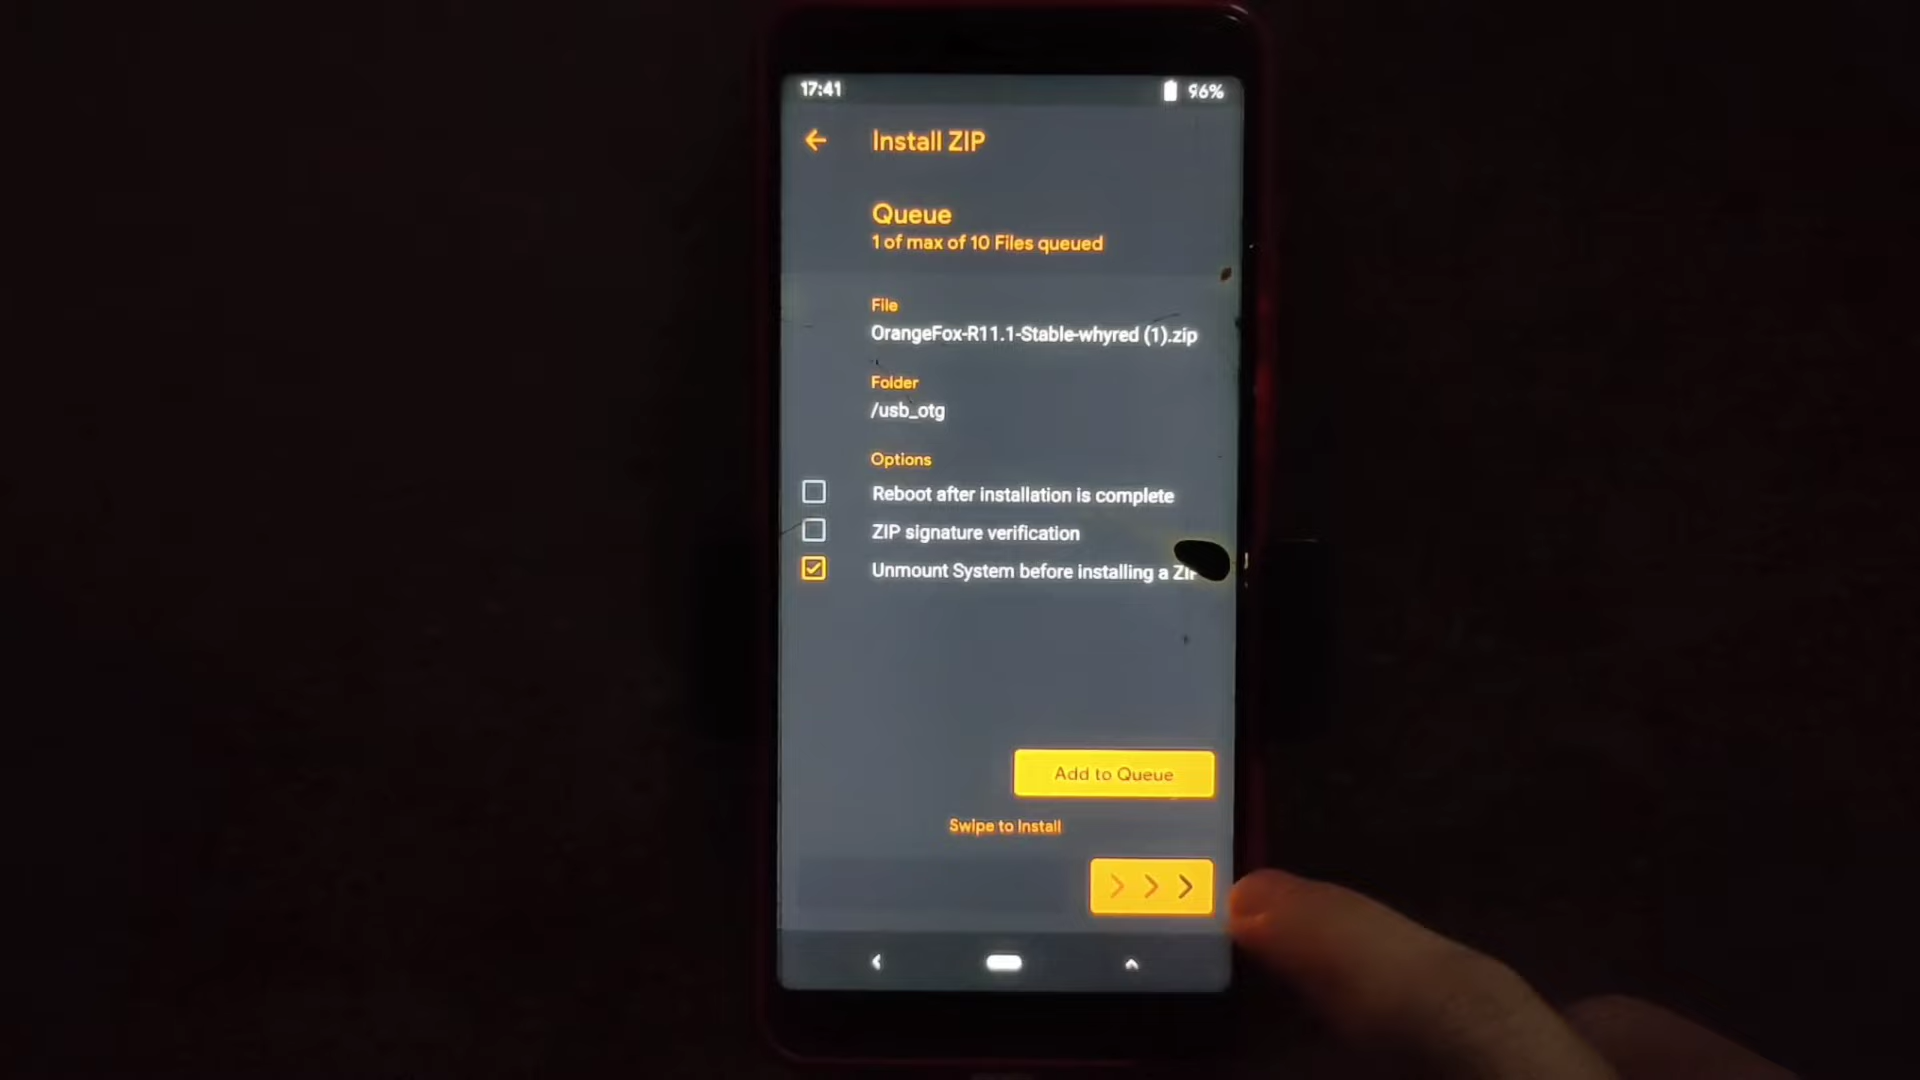 17:41
96%
Install ZIP
Queue
1 of max of 10 Files queued
File
OrangeFox-R11.1-Stable-whyred (1).zip
Folder
/usb_otg
Options
Reboot after installation is complete
ZIP signature verification
Unmount System before installing a ZIP
Add to Queue
Swipe to Install